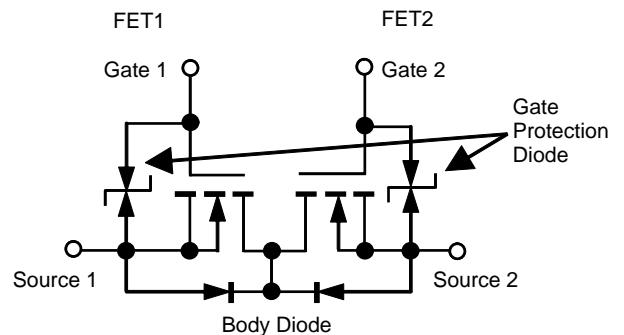 FET1
FET2
Gate 1
Gate 2
Gate
Protection
Diode
Source 1
Source 2
Body Diode